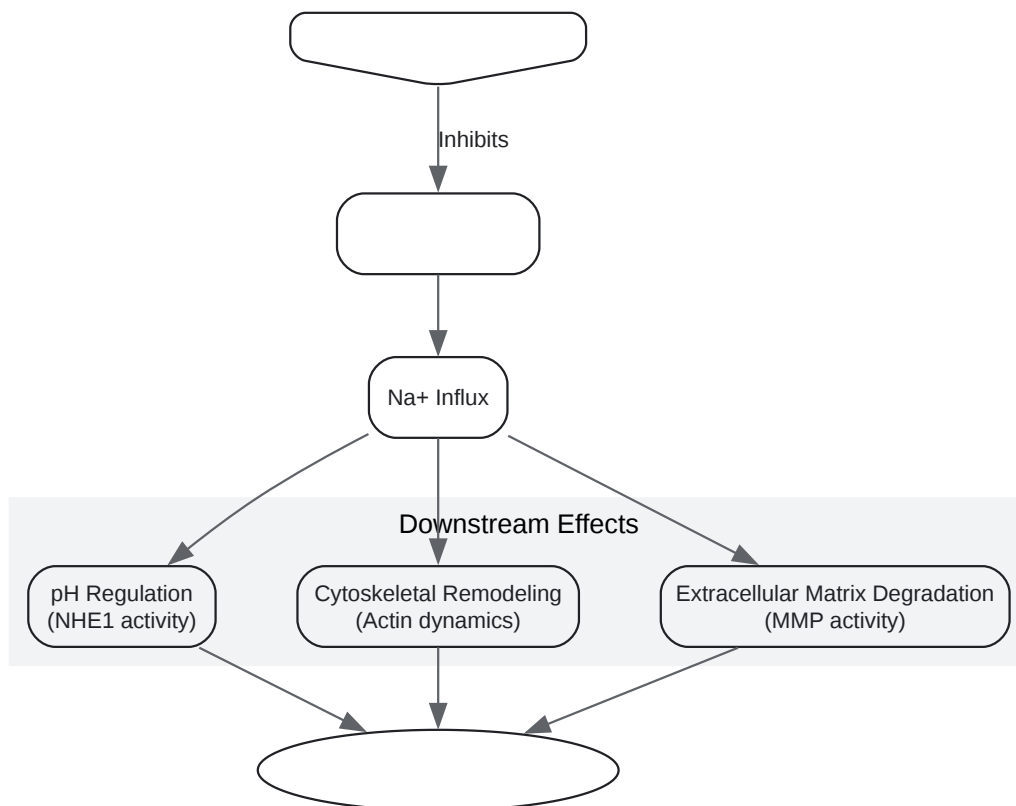 Inhibits
Na+ Influx
Downstream Effects
pH Regulation
(NHE1 activity)
Cytoskeletal Remodeling
(Actin dynamics)
Extracellular Matrix Degradation
(MMP activity)